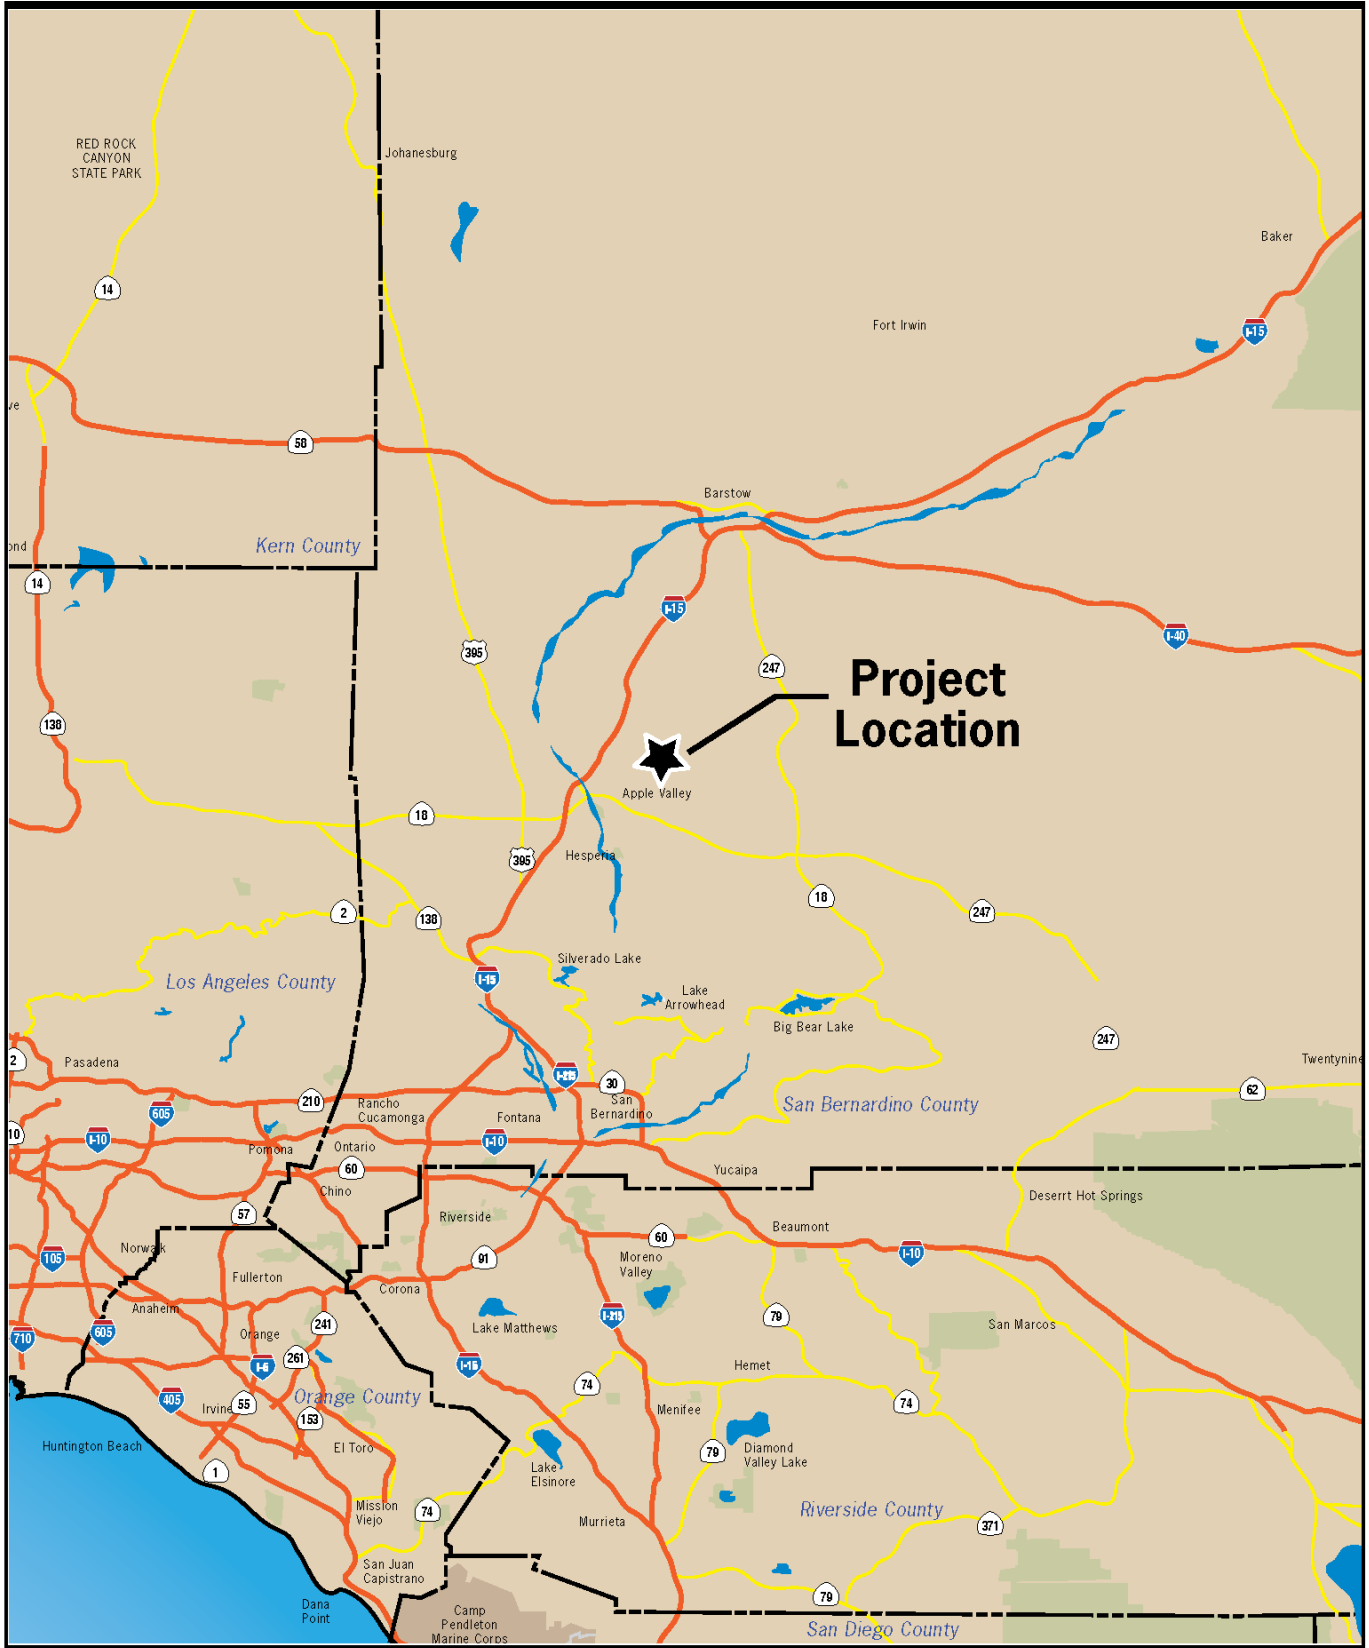 RED ROCK
CANYON
STATE PARK
Johanesburg
Baker
14
Fort Irwin
I-15
ve
58
Barstow
ond
Kern County
14
I-15
I-40
395
247
Project
Location
138
Apple Valley
18
395
Hesperia
18
2
138
247
Silverado Lake
Los Angeles County
I-15
Lake
Arrowhead
Big Bear Lake
247
2
Pasadena
Twentynine
I-215
30
62
210
Rancho
Cucamonga
San
Bernardino
San Bernardino County
605
Fontana
10
I-10
I-10
Pomona
Ontario
60
Yucaipa
Chino
Deserrt Hot Springs
57
Riverside
Beaumont
Norwalk
60
105
91
Moreno
Valley
I-10
Fullerton
Corona
Anaheim
Lake Matthews
I-215
79
San Marcos
241
Orange
605
710
261
I-5
I-15
Hemet
74
405
Irvine
55
Orange County
74
153
Menifee
Huntington Beach
El Toro
79
Diamond
Valley Lake
1
Lake
Elsinore
Mission
Viejo
74
Murrieta
Riverside County
371
San Juan
Capistrano
79
Dana
Point
Camp
Pendleton
Marine Corps
San Diego County